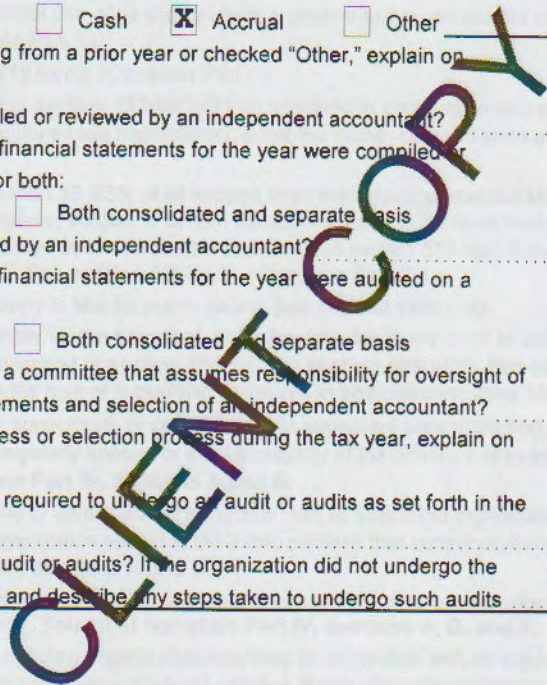 Cash X Accrual Other
ng from a prior year or checked "Other," explain on
led or reviewed by an independent accountant?
financial statements for the year were compiled or
or both:
Both consolidated and separate basis
d by an independent accountant?
financial statements for the year were audited on a
Both consolidated and separate basis
a committee that assumes responsibility for oversight of
ements and selection of an independent accountant?
ess or selection process during the tax year, explain on
required to undergo an audit or audits as set forth in the
udit or audits? If the organization did not undergo the
and describe any steps taken to undergo such audits
CLIENT COPY